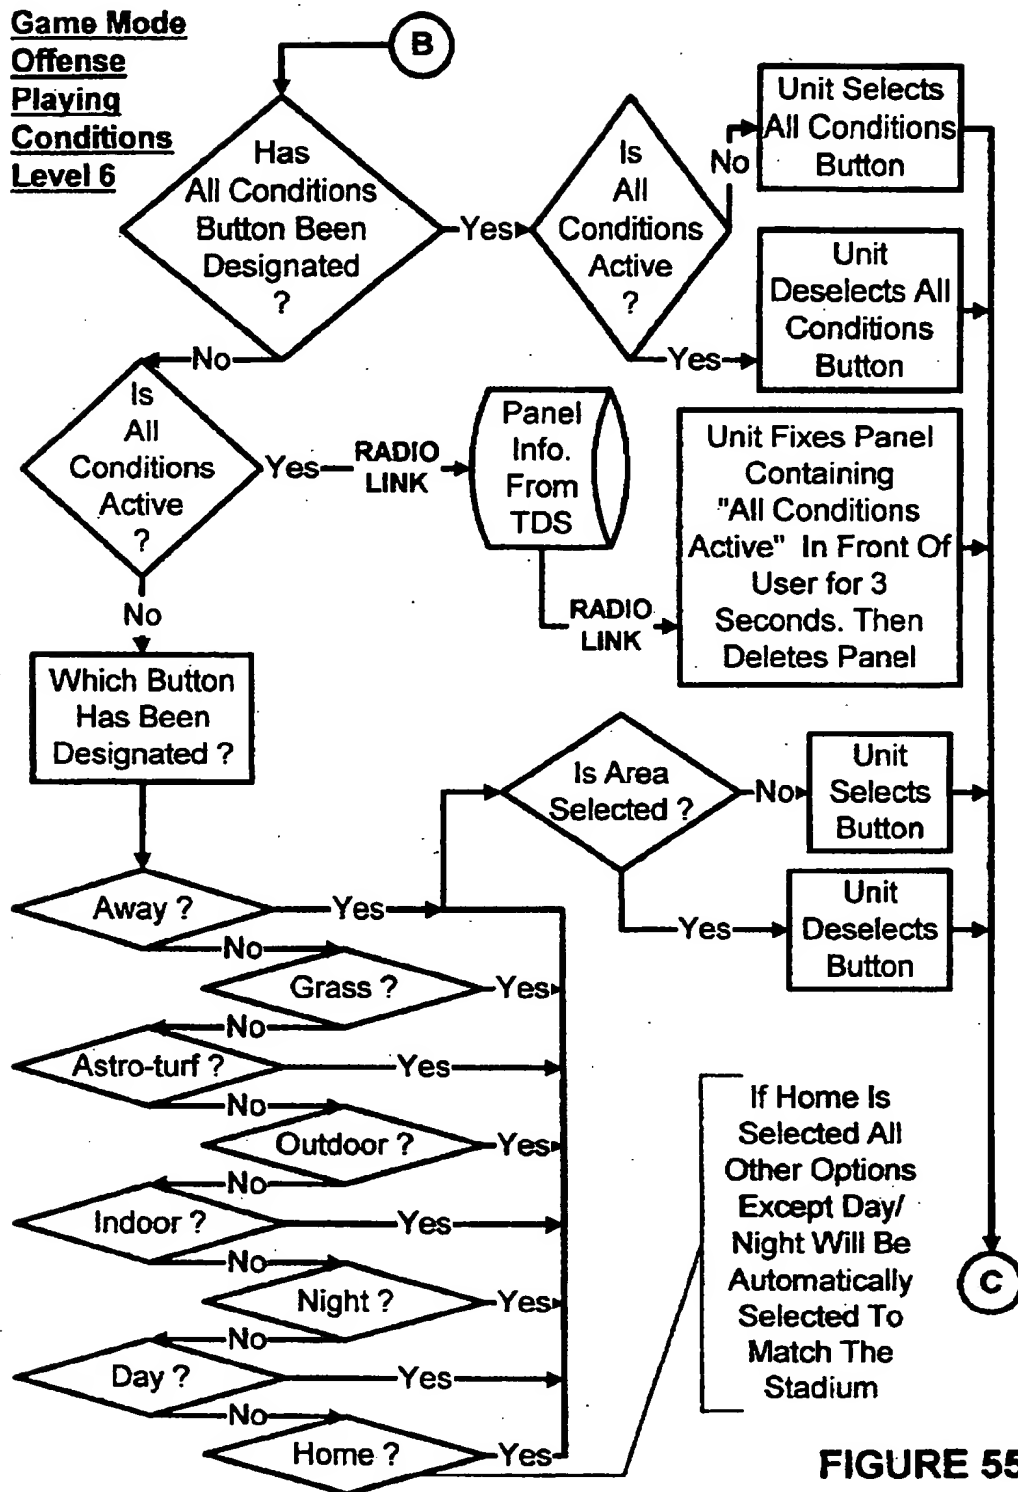 Game Mode
Offense
Playing
Conditions
Level 6
B
Has
All Conditions
Button Been
Designated
?
Yes
Is
All
Conditions
Active
?
No
Unit Selects
All Conditions
Button
Yes
Unit
Deselects All
Conditions
Button
No
Is
All
Conditions
Active
?
Yes
RADIO
LINK
Panel
Info.
From
TDS
RADIO
LINK
Unit Fixes Panel
Containing
"All Conditions
Active" In Front Of
User for 3
Seconds. Then
Deletes Panel
No
Which Button
Has Been
Designated ?
Is Area
Selected ?
No
Unit
Selects
Button
Yes
Unit
Deselects
Button
Away ?
Yes
No
Grass ?
Yes
No
Astro-turf ?
Yes
No
Outdoor ?
Yes
No
Indoor ?
Yes
No
Night ?
Yes
No
Day ?
Yes
No
Home ?
Yes
If Home Is
Selected All
Other Options
Except Day/
Night Will Be
Automatically
Selected To
Match The
Stadium
C
FIGURE 55